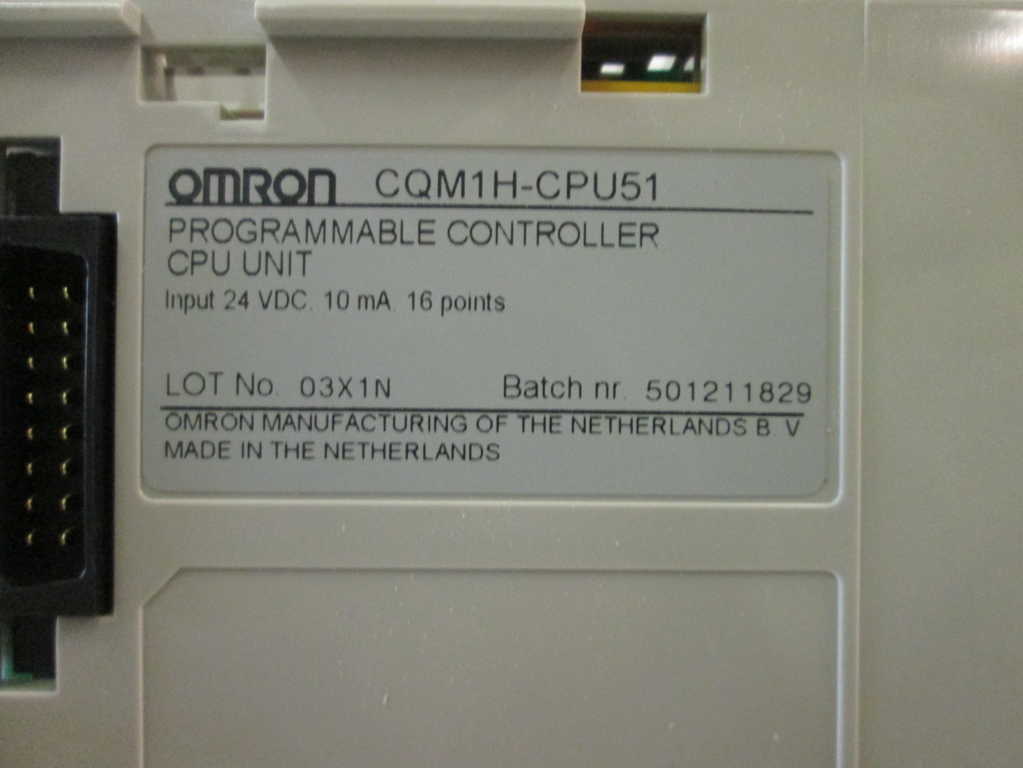 OMRON CQM1H-CPU51
PROGRAMMABLE CONTROLLER
CPU UNIT
Input 24 VDC. 10 mA. 16 points
LOT No. 03X1N Batch nr. 501211829
OMRON MANUFACTURING OF THE NETHERLANDS B.V
MADE IN THE NETHERLANDS